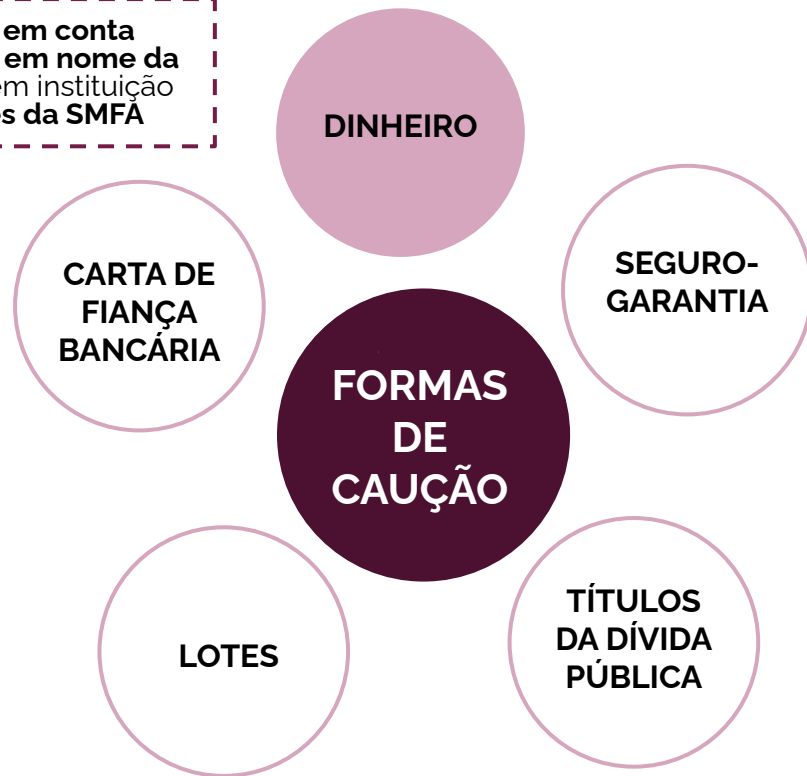 em conta
em nome da
em instituição
da SMFA
DINHEIRO
CARTA DE
FIANÇA
BANCÁRIA
SEGURO-
GARANTIA
FORMAS
DE
CAUÇÃO
LOTES
TÍTULOS
DA DÍVIDA
PÚBLICA